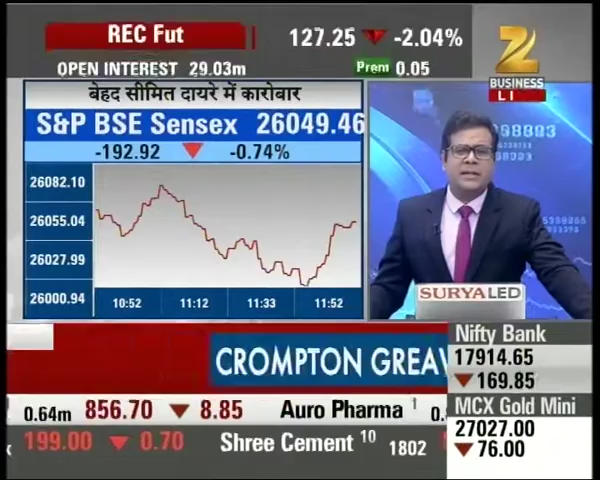 REC Fut
127.25 -2.04%
OPEN INTEREST 29.03m
Prem 0.05
Z
BUSINESS
LI
बेहद सीमित दायरे में कारोबार
S&P BSE Sensex 26049.46
-192.92 -0.74%
26082.10
26055.04
26027.99
26000.94
10:52 11:12 11:33 11:52
SURYA LED
CROMPTON GREAV
Nifty Bank
17914.65
169.85
MCX Gold Mini
27027.00
76.00
0.64m 856.70 8.85 Auro Pharma 1 0.
199.00 0.70 Shree Cement 10 1802